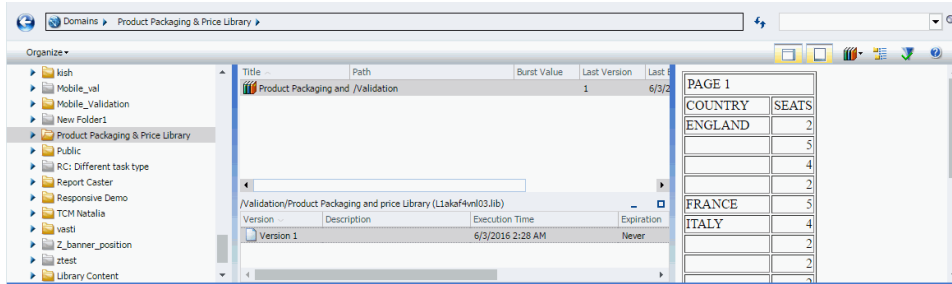 Domains ▸ Product Packaging & Price Library ▸
Organize
kish
Mobile_val
Mobile_Validation
New Folder1
Product Packaging & Price Library
Public
RC: Different task type
Report Caster
Responsive Demo
TCM Natalia
vasti
Z_banner_position
ztest
Library Content
Title Path Burst Value Last Version Last E
Product Packaging and /Validation 1 6/3/2
/Validation/Product Packaging and price Library (L1akaf4vnl03.lib)
Version Description Execution Time Expiration
Version 1 6/3/2016 2:28 AM Never
PAGE 1
COUNTRY SEATS
ENGLAND 2
5
4
2
FRANCE 5
ITALY 4
2
2
2